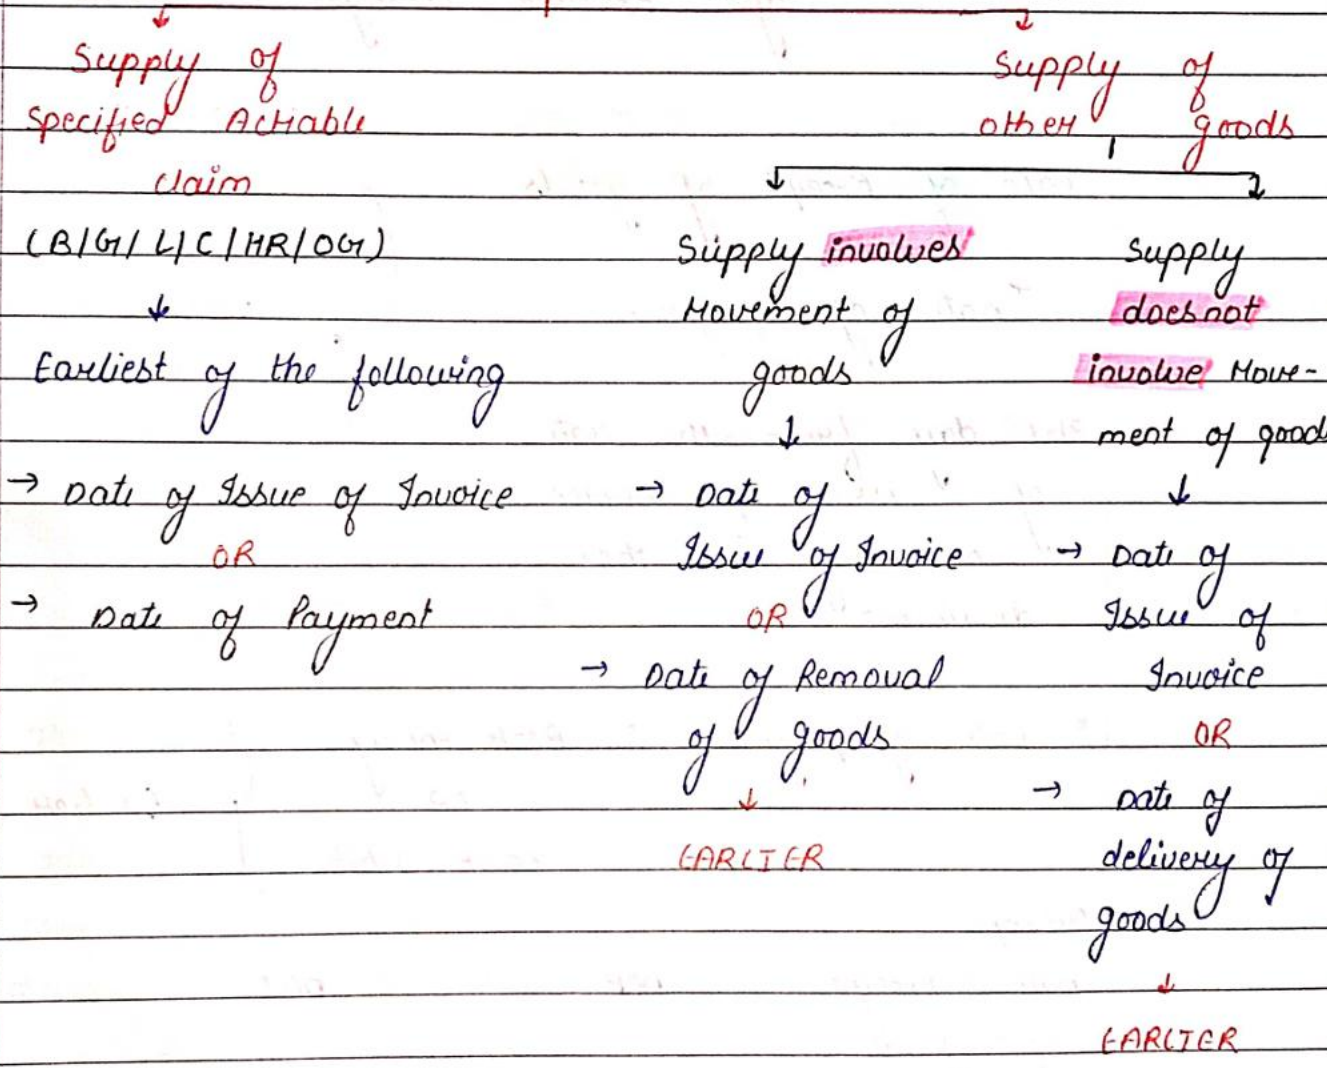 Supply of
Specified Actiable
claim
(B/G/L/C/HR/OG)
Earliest of the following
→ Date of Issue of Invoice
OR
→ Date of Payment
Supply of
other goods
Supply involves
Movement of
goods
→ Date of
Issue of Invoice
OR
→ Date of Removal
of goods
EARLIER
Supply
does not
involve Move-
ment of good
→ Date of
Issue of
Invoice
OR
→ Date of
delivery of
goods
EARLIER